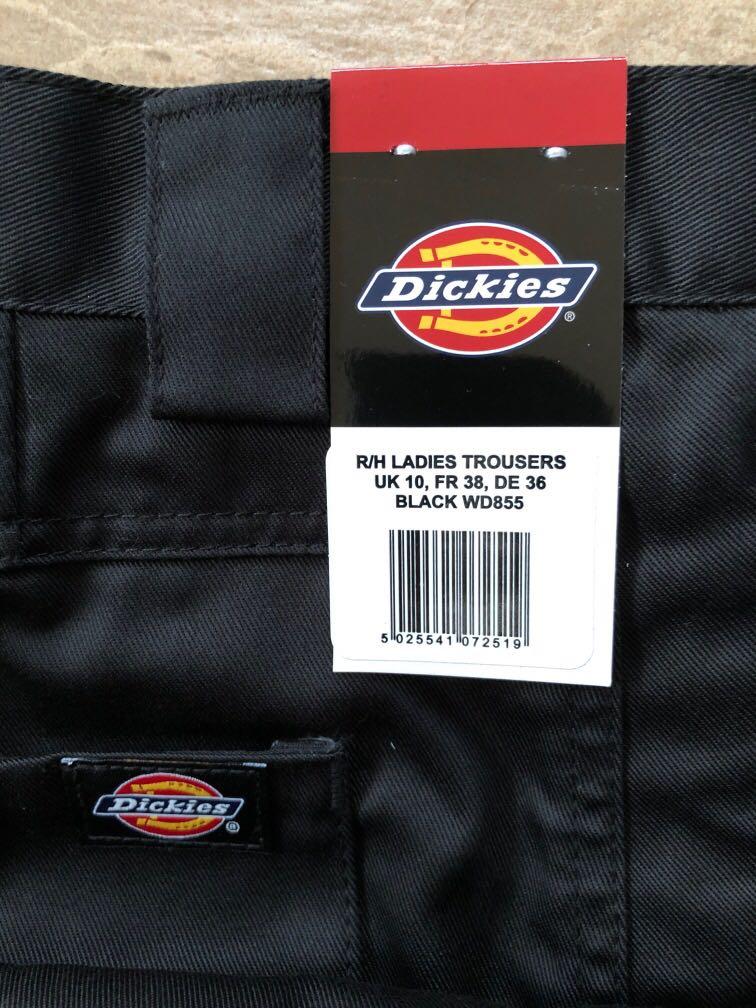 Dickies
®
R/H LADIES TROUSERS
UK 10, FR 38, DE 36
BLACK WD855
5 025541 072519
Dickies
®